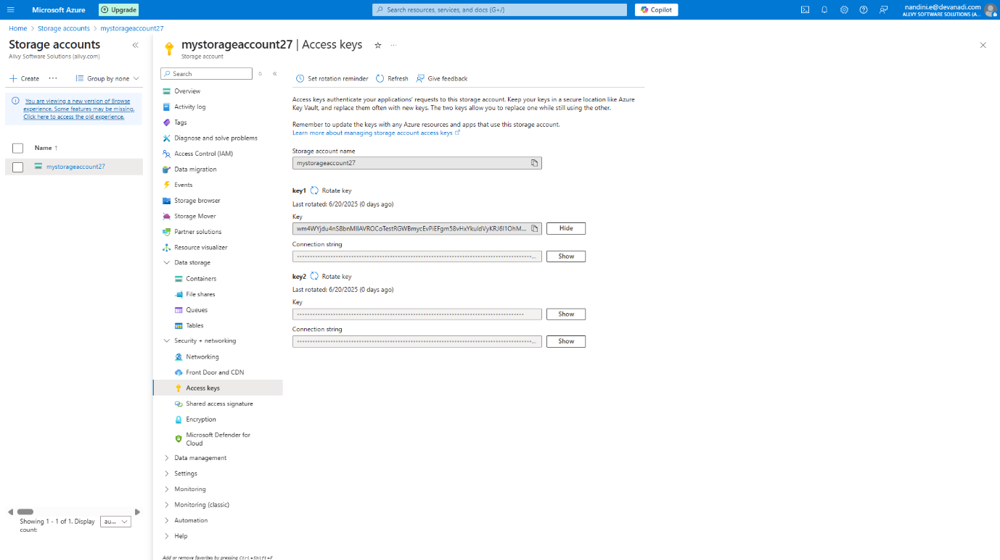 Microsoft Azure
Upgrade
Search resources, services, and docs (G+/)
Copilot
nandini.e@devanadi.com
ALLVY SOFTWARE SOLUTIONS (A...
Home > Storage accounts > mystorageaccount27
Storage accounts
Allvy Software Solutions (allvy.com)
Create
Group by none
You are viewing a new version of Browse
experience. Some features may be missing.
Click here to access the old experience.
Name ↑
mystorageaccount27
Showing 1 - 1 of 1. Display
count:
au...
mystorageaccount27 | Access keys
Storage account
Search
Overview
Activity log
Tags
Diagnose and solve problems
Access Control (IAM)
Data migration
Events
Storage browser
Storage Mover
Partner solutions
Resource visualizer
Data storage
Containers
File shares
Queues
Tables
Security + networking
Networking
Front Door and CDN
Access keys
Shared access signature
Encryption
Microsoft Defender for
Cloud
Data management
Settings
Monitoring
Monitoring (classic)
Automation
Help
Add or remove favorites by pressing Ctrl+Shift+F
Set rotation reminder
Refresh
Give feedback
Access keys authenticate your applications' requests to this storage account. Keep your keys in a secure location like Azure
Key Vault, and replace them often with new keys. The two keys allow you to replace one while still using the other.
Remember to update the keys with any Azure resources and apps that use this storage account.
Learn more about managing storage account access keys
Storage account name
mystorageaccount27
key1
Rotate key
Last rotated: 6/20/2025 (0 days ago)
Key
Hide
Connection string
Show
key2
Rotate key
Last rotated: 6/20/2025 (0 days ago)
Key
Show
Connection string
Show